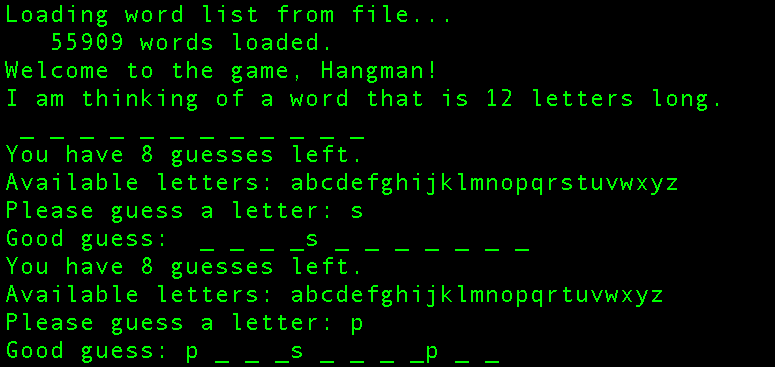 Loading word list from file...
   55909 words loaded.
Welcome to the game, Hangman!
I am thinking of a word that is 12 letters long.
 _ _ _ _ _ _ _ _ _ _ _ _
You have 8 guesses left.
Available letters: abcdefghijklmnopqrstuvwxyz
Please guess a letter: s
Good guess:  _ _ _ _s _ _ _ _ _ _ _
You have 8 guesses left.
Available letters: abcdefghijklmnopqrtuvwxyz
Please guess a letter: p
Good guess: p _ _ _s _ _ _ _p _ _